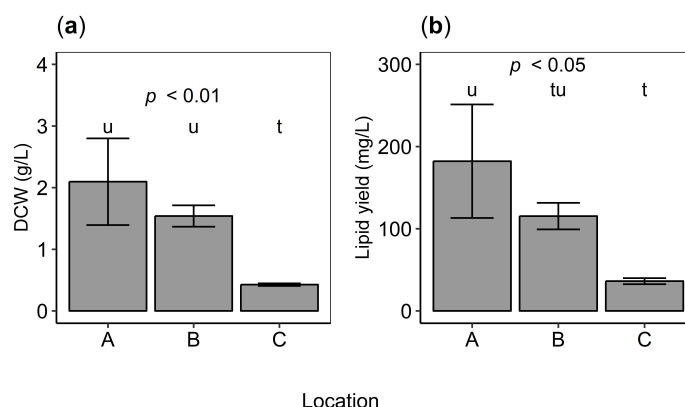 (a)
DCW (g/L)
4
3
2
1
0
p < 0.01
u u t
A B C
(b)
Lipid yield (mg/L)
300
200
100
0
p < 0.05
u tu t
A B C
Location